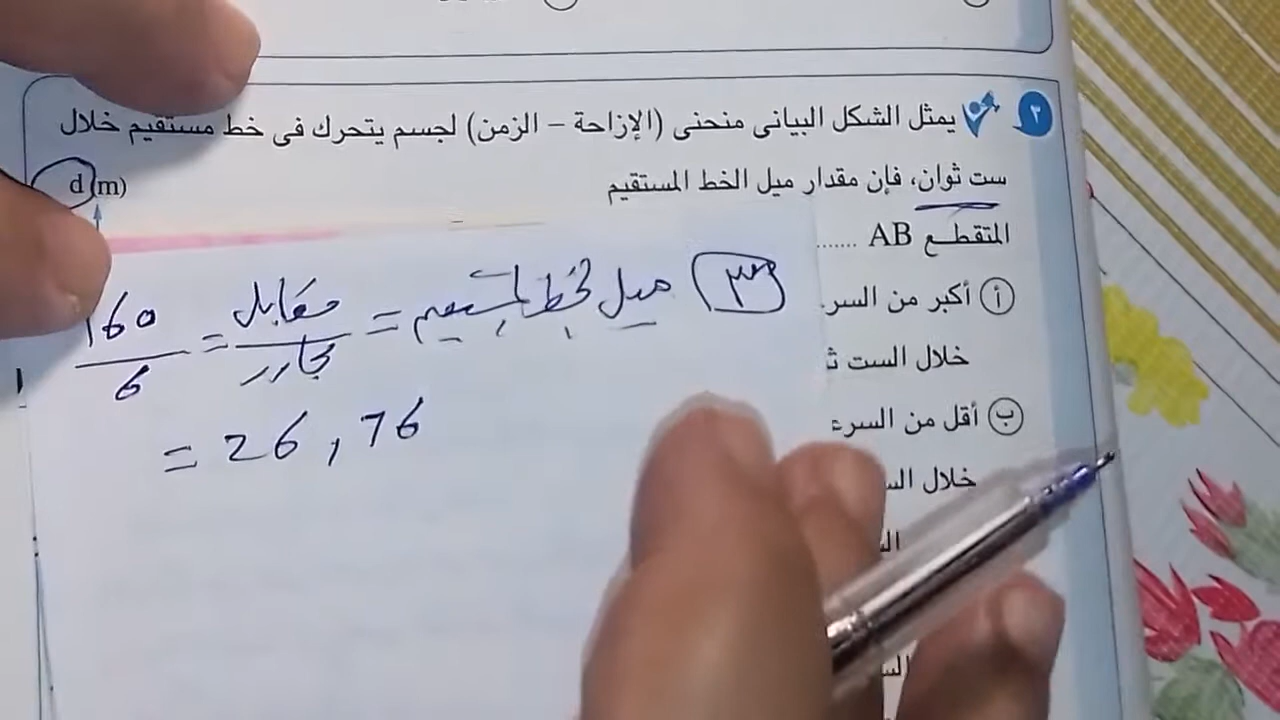 ٣ يمثل الشكل البيانى منحنى (الإزاحة – الزمن) لجسم يتحرك فى خط مستقيم خلال
ست ثوان، فإن مقدار ميل الخط المستقيم
d (m)
المتقطع AB .......
أ أكبر من السر
خلال الست ث
ب أقل من السرع
خلال الس
٣ ميل الخط المستقيم = مقابل / مجاور = 160 / 6
= 26,76